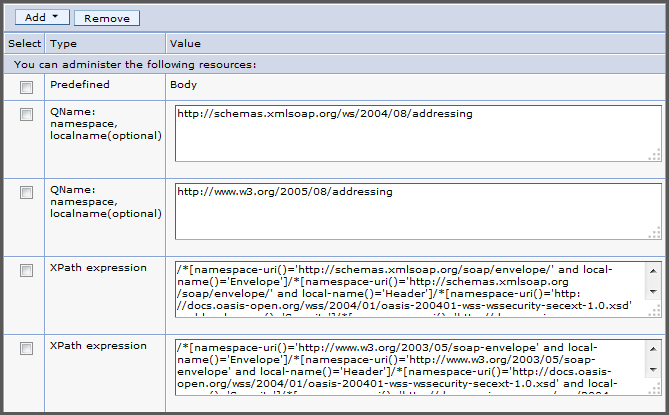 Add Remove
Select Type Value
You can administer the following resources:
Predefined Body
QName:
namespace,
localname(optional)
http://schemas.xmlsoap.org/ws/2004/08/addressing
QName:
namespace,
localname(optional)
http://www.w3.org/2005/08/addressing
XPath expression
/*[namespace-uri()='http://schemas.xmlsoap.org/soap/envelope/' and local-
name()='Envelope']/*[namespace-uri()='http://schemas.xmlsoap.org
/soap/envelope/' and local-name()='Header']/*[namespace-uri()='http:
//docs.oasis-open.org/wss/2004/01/oasis-200401-wss-wssecurity-secext-1.0.xsd'
XPath expression
/*[namespace-uri()='http://www.w3.org/2003/05/soap-envelope' and local-
name()='Envelope']/*[namespace-uri()='http://www.w3.org/2003/05/soap-
envelope' and local-name()='Header']/*[namespace-uri()='http://docs.oasis-
open.org/wss/2004/01/oasis-200401-wss-wssecurity-secext-1.0.xsd' and local-